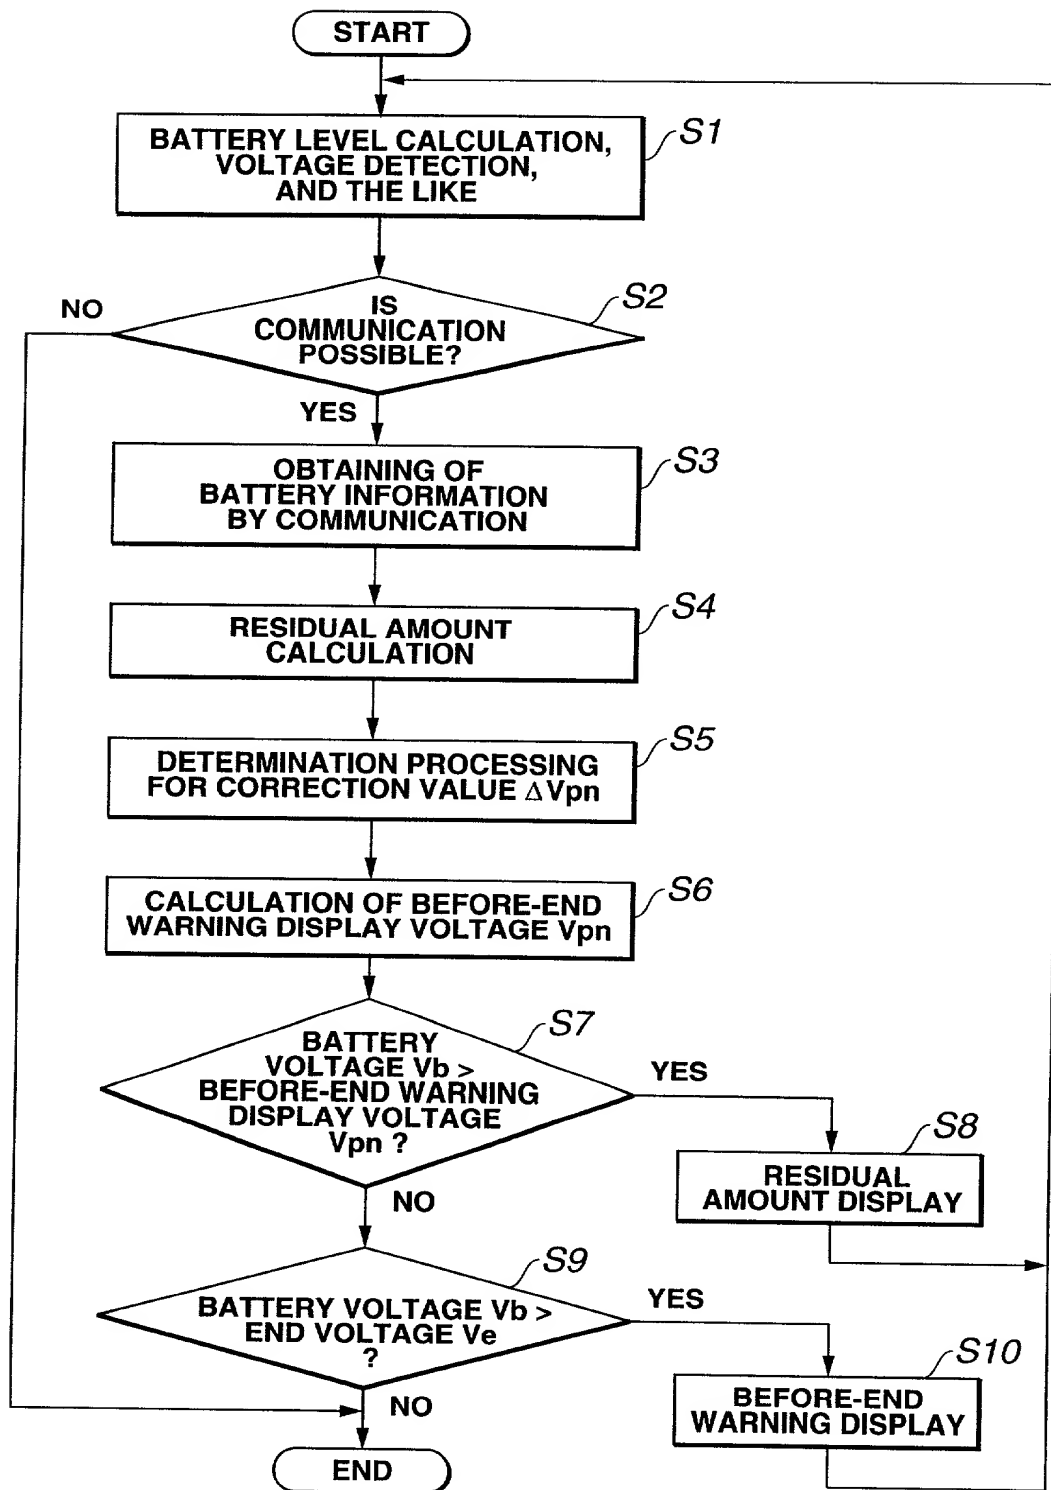 START
BATTERY LEVEL CALCULATION,
VOLTAGE DETECTION,
AND THE LIKE
S1
IS
COMMUNICATION
POSSIBLE?
S2
NO
YES
OBTAINING OF
BATTERY INFORMATION
BY COMMUNICATION
S3
RESIDUAL AMOUNT
CALCULATION
S4
DETERMINATION PROCESSING
FOR CORRECTION VALUE ΔVpn
S5
CALCULATION OF BEFORE-END
WARNING DISPLAY VOLTAGE Vpn
S6
BATTERY
VOLTAGE Vb >
BEFORE-END WARNING
DISPLAY VOLTAGE
Vpn ?
S7
YES
NO
RESIDUAL
AMOUNT DISPLAY
S8
BATTERY VOLTAGE Vb >
END VOLTAGE Ve
?
S9
YES
NO
BEFORE-END
WARNING DISPLAY
S10
END